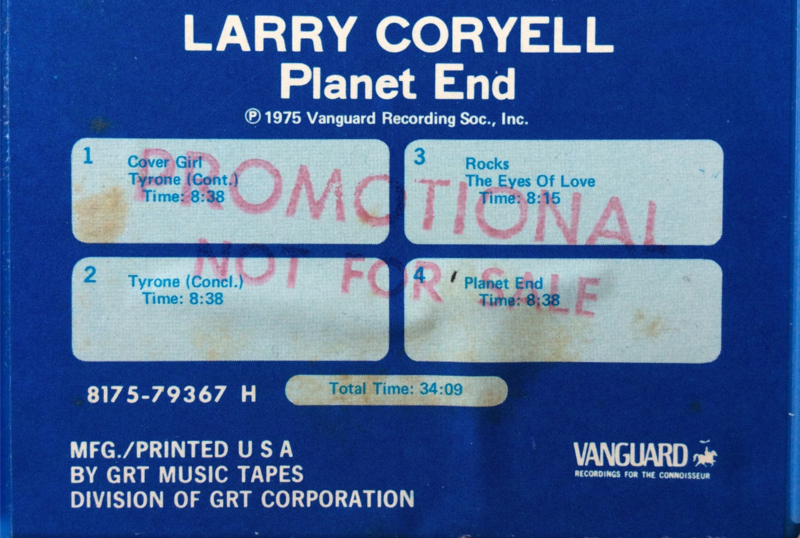 LARRY CORYELL
Planet End
Ⓟ 1975 Vanguard Recording Soc., Inc.
1
Cover Girl
Tyrone (Cont.)
Time: 8:38
3
Rocks
The Eyes Of Love
Time: 8:15
PROMOTIONAL
NOT FOR SALE
2
Tyrone (Concl.)
Time: 8:38
4
Planet End
Time: 8:38
8175-79367 H
Total Time: 34:09
MFG./PRINTED U S A
BY GRT MUSIC TAPES
DIVISION OF GRT CORPORATION
VANGUARD
RECORDINGS FOR THE CONNOISSEUR